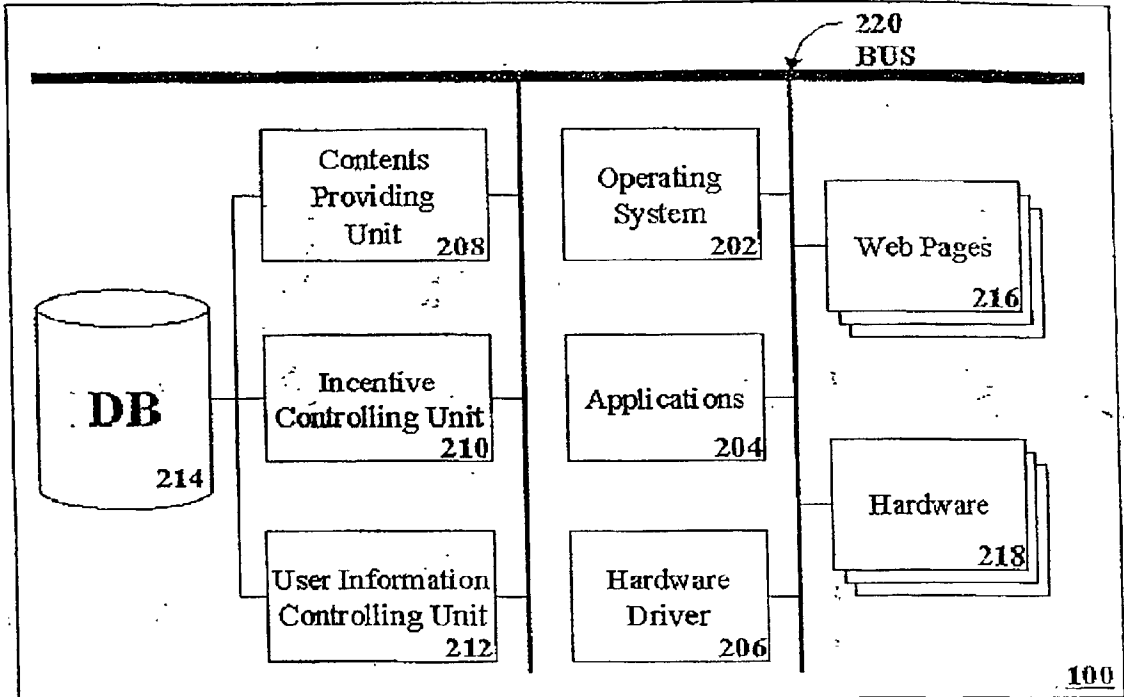 220
BUS
Contents
Providing
Unit
208
Operating
System
202
Web Pages
216
DB
214
Incentive
Controlling Unit
210
Applications
204
Hardware
218
User Information
Controlling Unit
212
Hardware
Driver
206
100